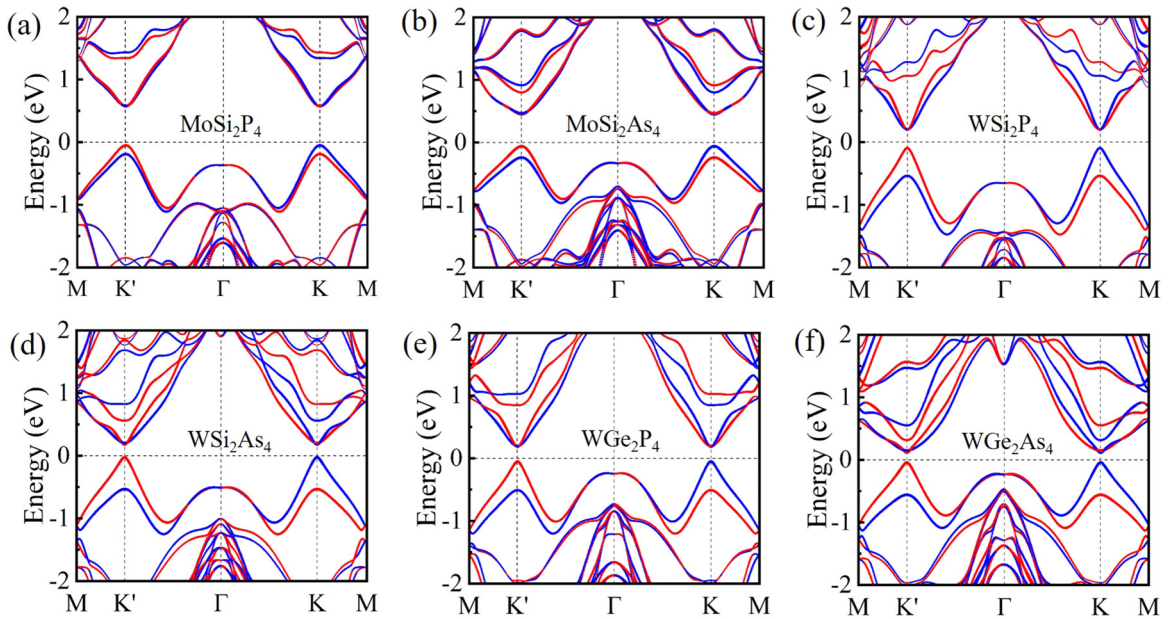 (a)
2
1
0
-1
-2
Energy (eV)
MoSi₂P₄
M K' Γ K M
(b)
2
1
0
-1
-2
Energy (eV)
MoSi₂As₄
M K' Γ K M
(c)
2
1
0
-1
-2
Energy (eV)
WSi₂P₄
M K' Γ K M
(d)
2
1
0
-1
-2
Energy (eV)
WSi₂As₄
M K' Γ K M
(e)
2
1
0
-1
-2
Energy (eV)
WGe₂P₄
M K' Γ K M
(f)
2
1
0
-1
-2
Energy (eV)
WGe₂As₄
M K' Γ K M